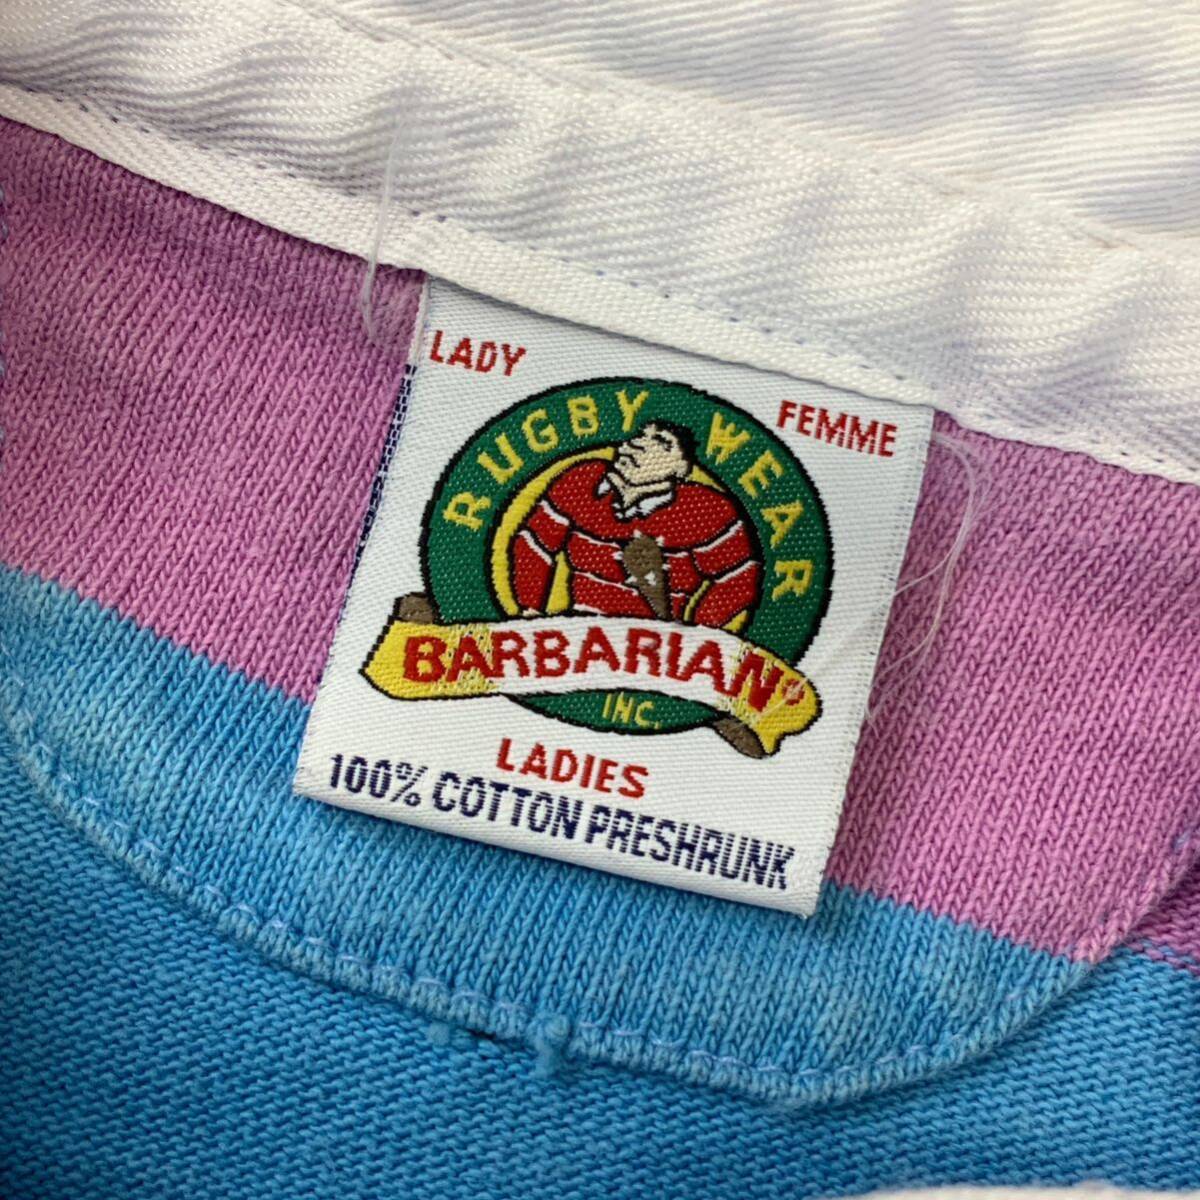 LADY
FEMME
RUGBY WEAR
BARBARIAN®
INC.
LADIES
100% COTTON PRESHRUNK